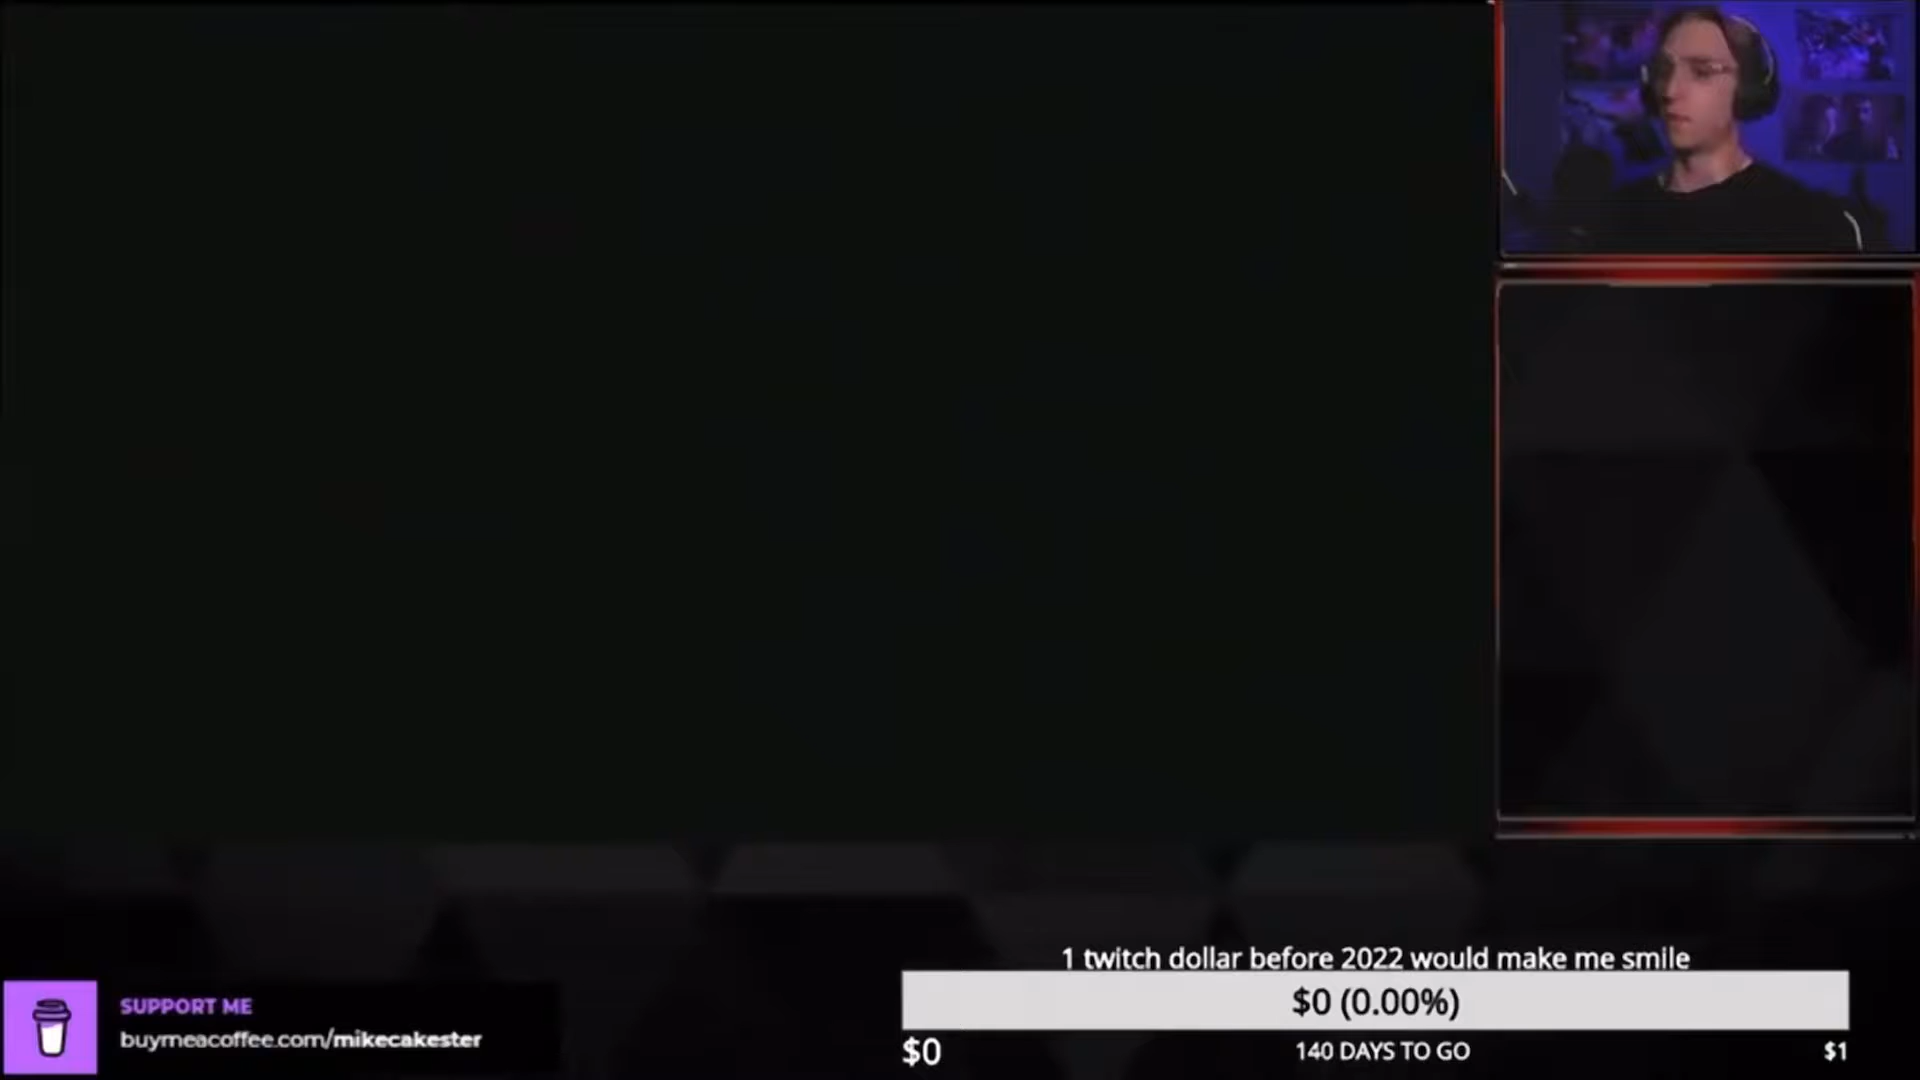 1 twitch dollar before 2022 would make me smile
$0 (0.00%)
$0 140 DAYS TO GO $1
SUPPORT ME
buymeacoffee.com/mikecakester